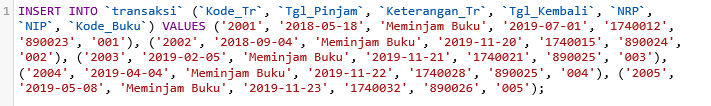 1 INSERT INTO `transaksi` (`Kode_Tr`, `Tgl_Pinjam`, `Keterangan_Tr`, `Tgl_Kembali`, `NRP`,
`NIP`, `Kode_Buku`) VALUES ('2001', '2018-05-18', 'Meminjam Buku', '2019-07-01', '1740012',
'890023', '001'), ('2002', '2018-09-04', 'Meminjam Buku', '2019-11-20', '1740015', '890024',
'002'), ('2003', '2019-02-05', 'Meminjam Buku', '2019-11-21', '1740021', '890025', '003'),
('2004', '2019-04-04', 'Meminjam Buku', '2019-11-22', '1740028', '890025', '004'), ('2005',
'2019-05-08', 'Meminjam Buku', '2019-11-23', '1740032', '890026', '005');